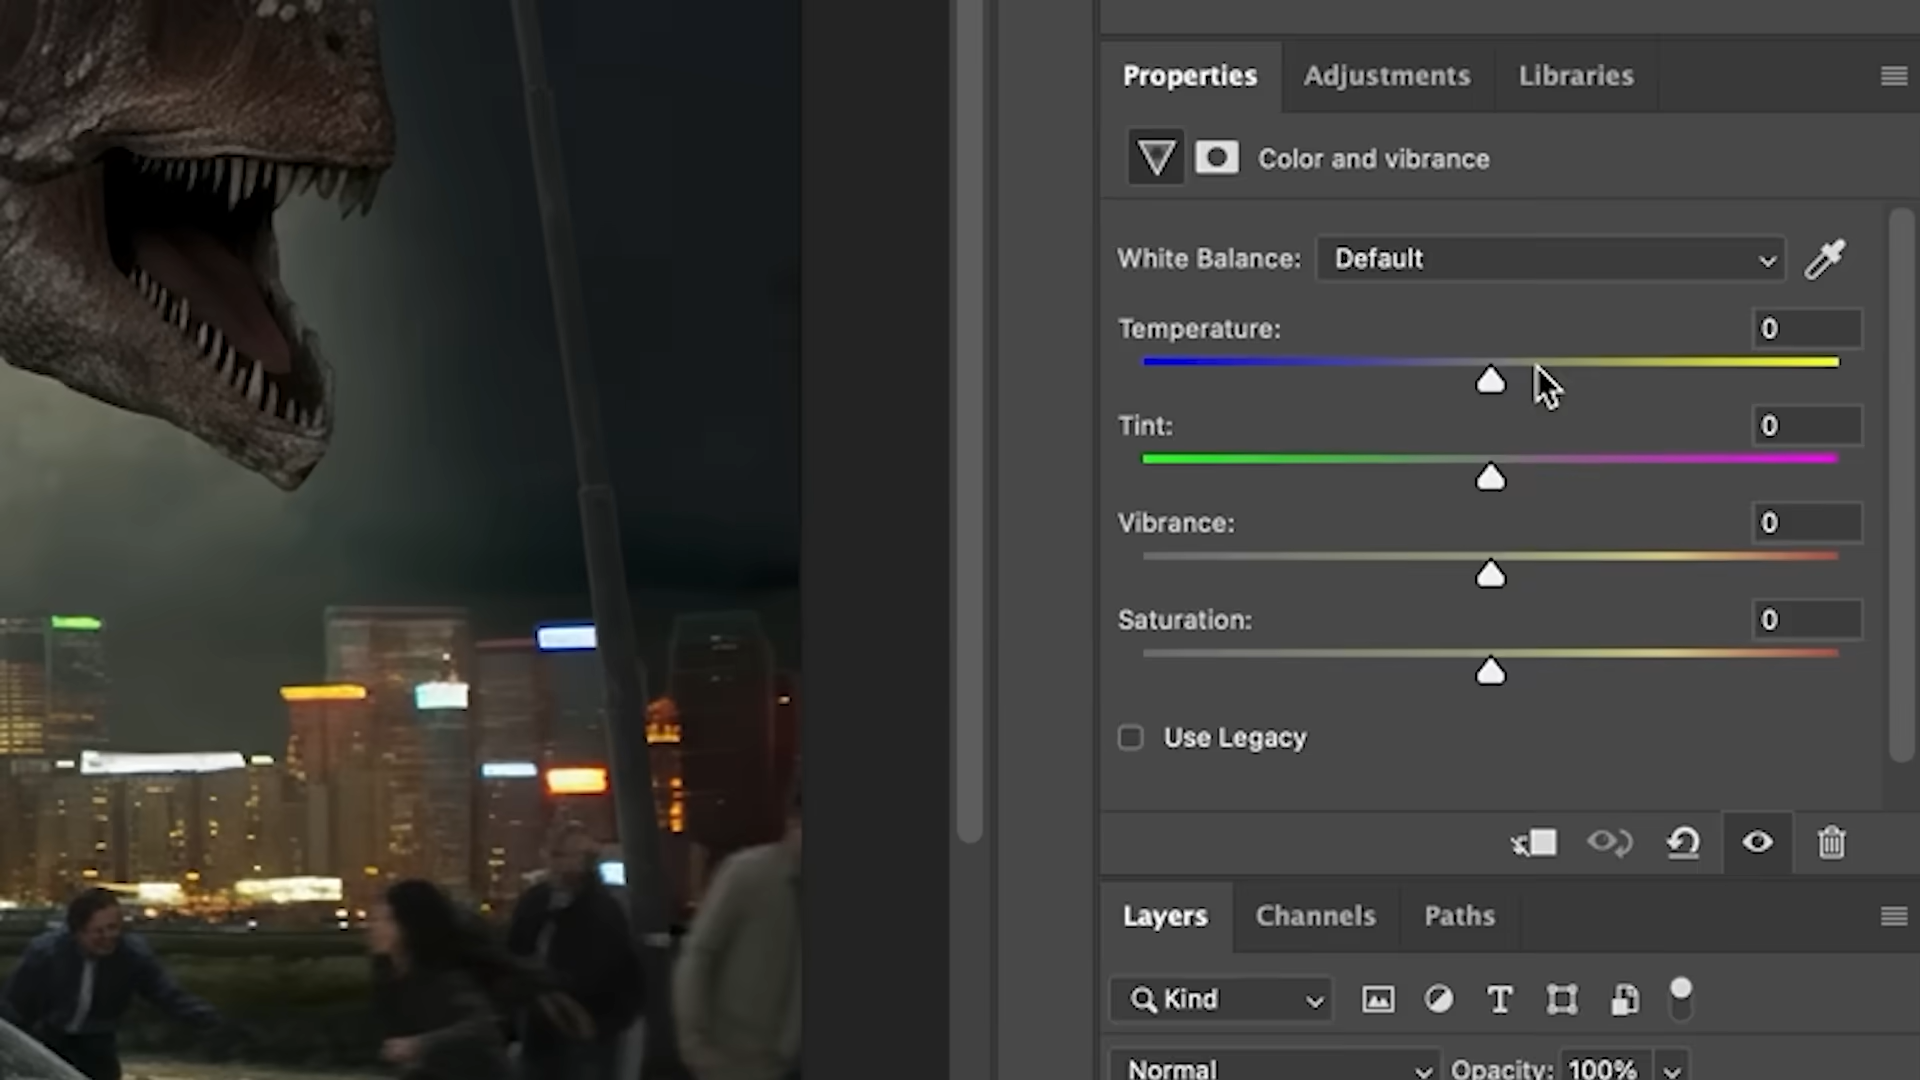 Properties
Adjustments
Libraries
Color and vibrance
White Balance:
Default
Temperature:
0
Tint:
0
Vibrance:
0
Saturation:
0
Use Legacy
Layers
Channels
Paths
Kind
Normal
Opacity:
100%